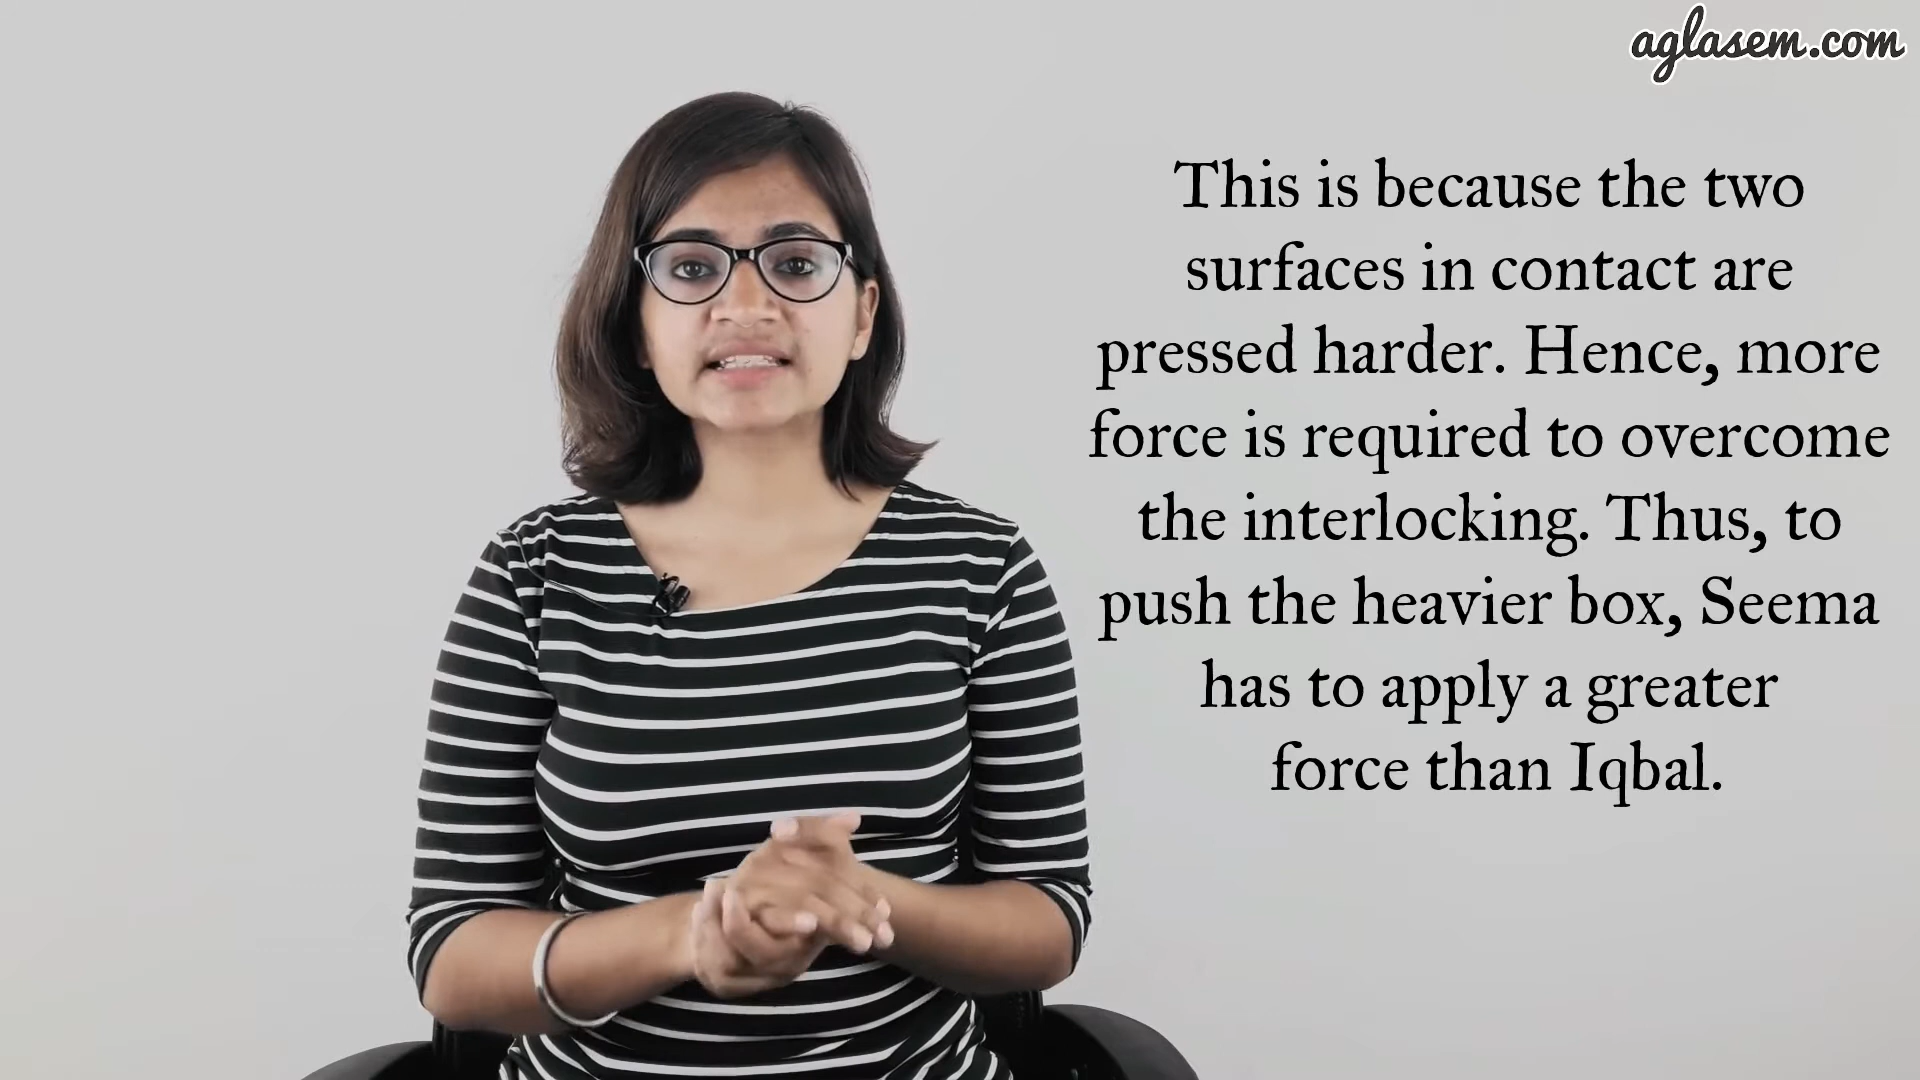 aglasem.com
This is because the two
surfaces in contact are
pressed harder. Hence, more
force is required to overcome
the interlocking. Thus, to
push the heavier box, Seema
has to apply a greater
force than Iqbal.